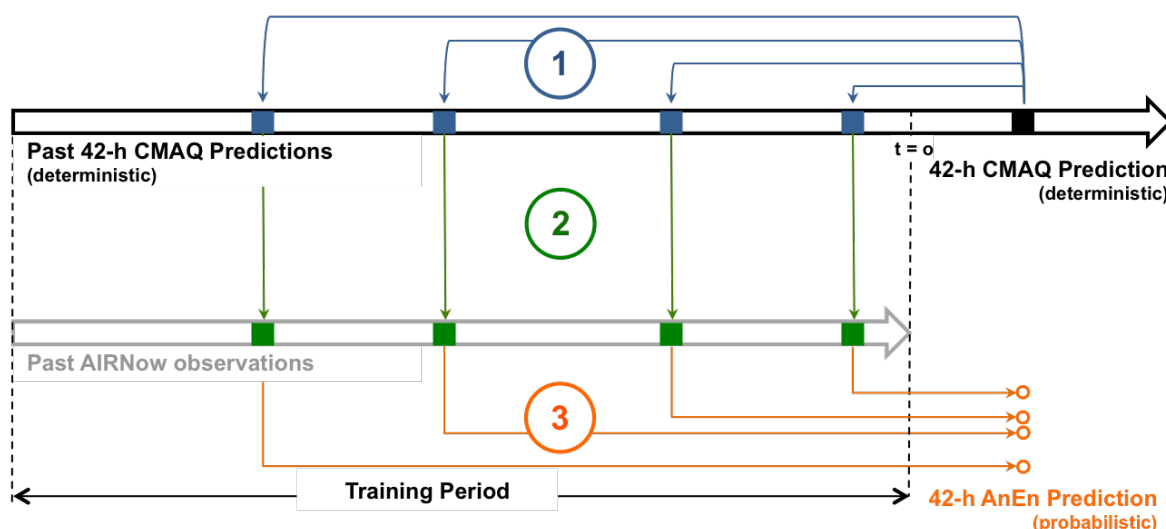 1
Past 42-h CMAQ Predictions
(deterministic)
t = o
42-h CMAQ Prediction
(deterministic)
2
Past AIRNow observations
3
Training Period
42-h AnEn Prediction
(probabilistic)